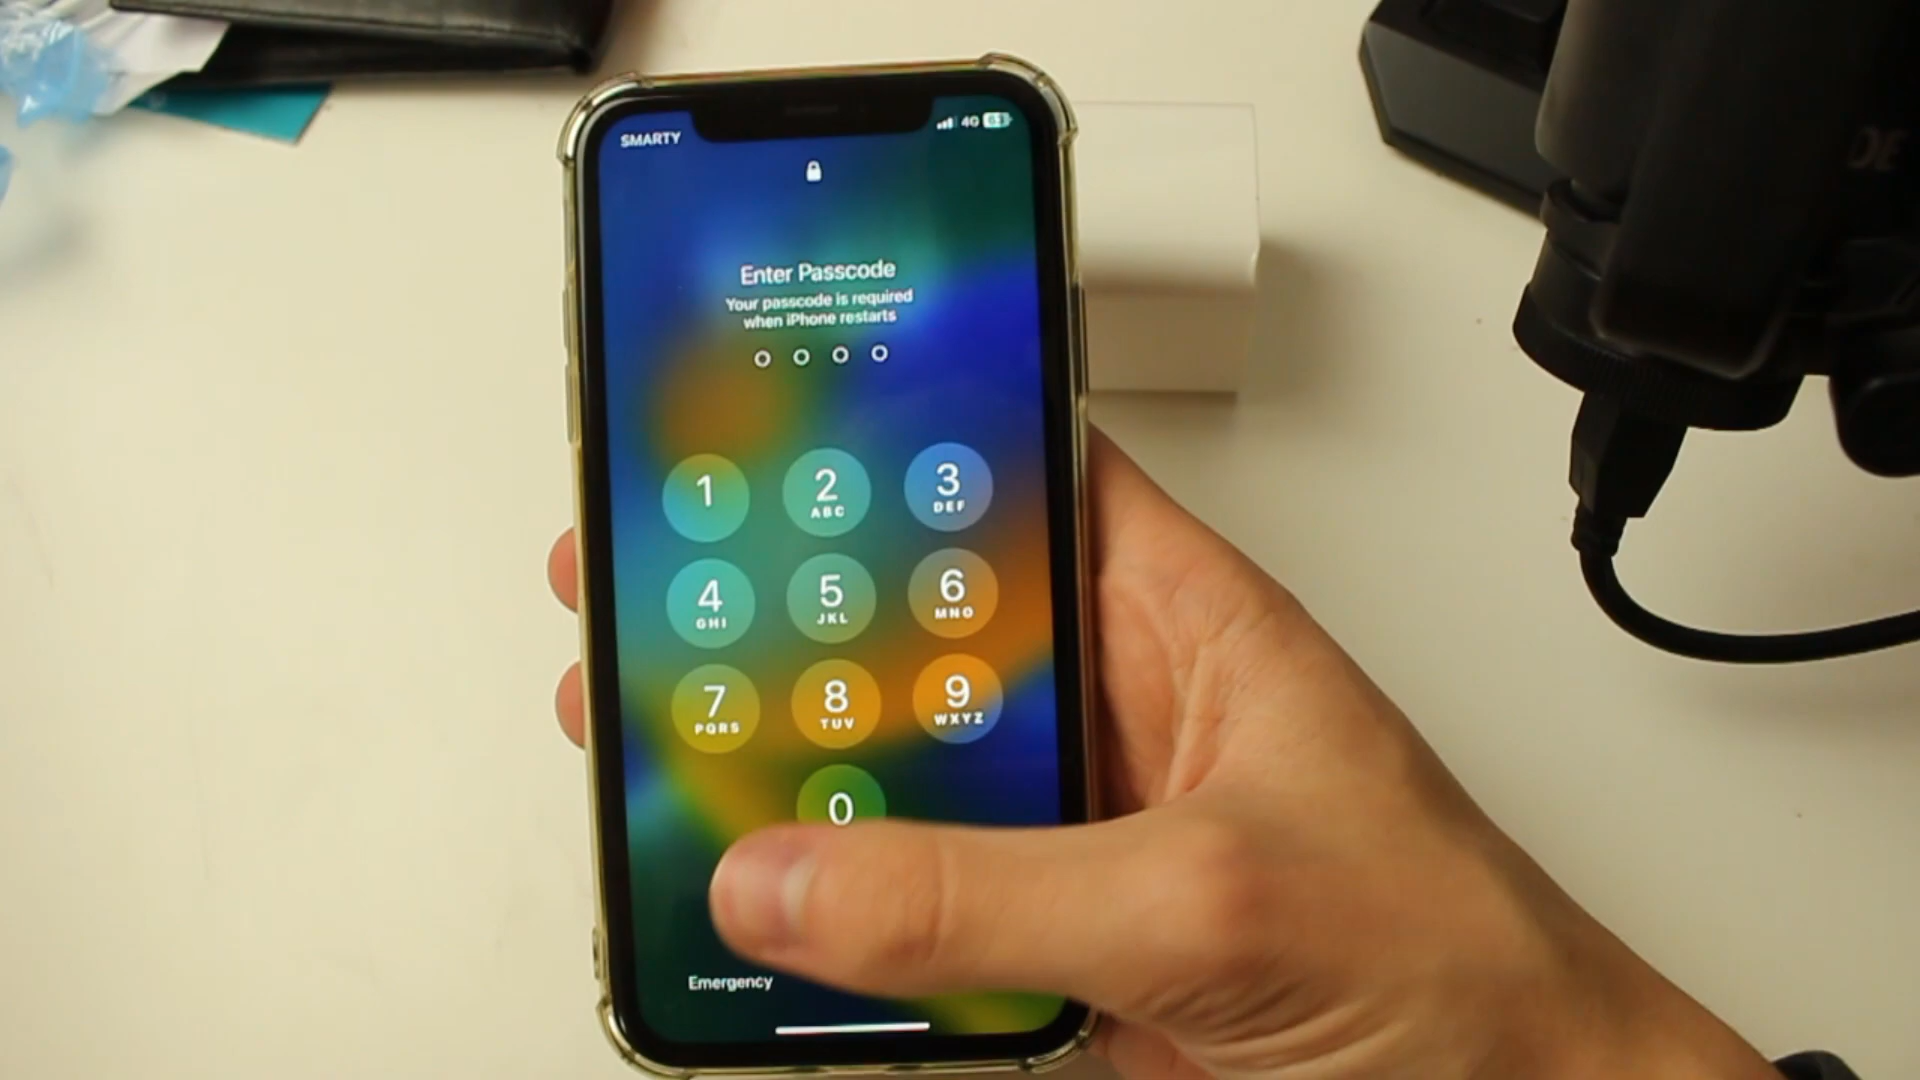 SMARTY
4G 63
Enter Passcode
Your passcode is required
when iPhone restarts
1
2
ABC
3
DEF
4
GHI
5
JKL
6
MNO
7
PQRS
8
TUV
9
WXYZ
0
Emergency